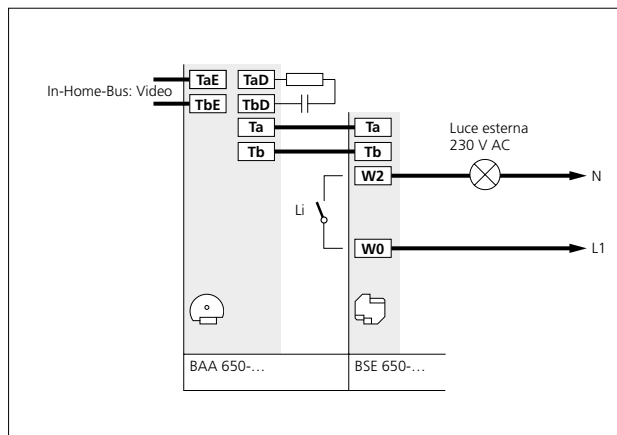 TaE TaD
In-Home-Bus: Video
TbE TbD
Ta Ta
Luce esterna
230 V AC
Tb Tb
W2
N
Li
W0
L1
BAA 650-… BSE 650-…